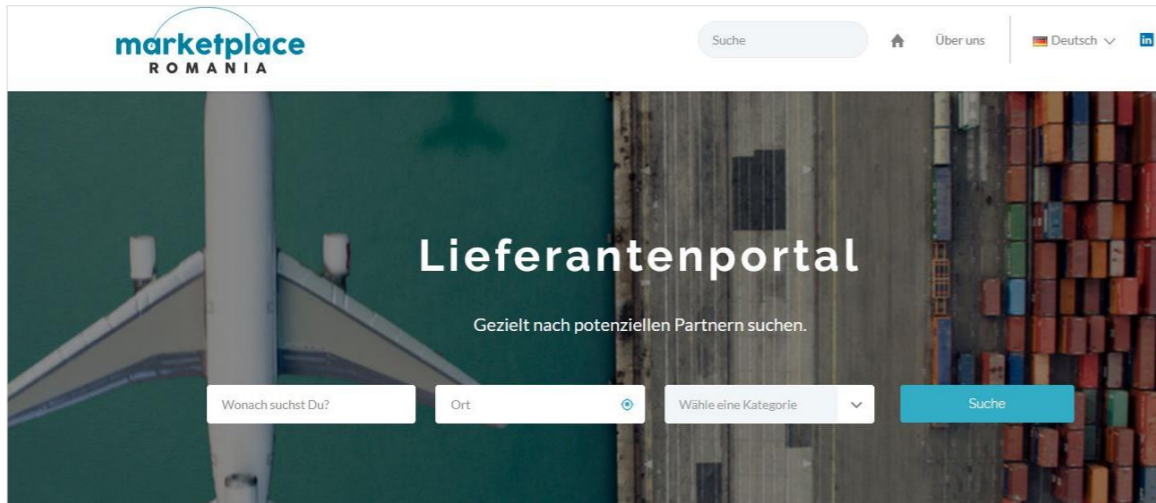 marketplace
ROMANIA
Suche
Über uns
Deutsch
in
Lieferantenportal
Gezielt nach potenziellen Partnern suchen.
Wonach suchst Du?
Ort
Wähle eine Kategorie
Suche